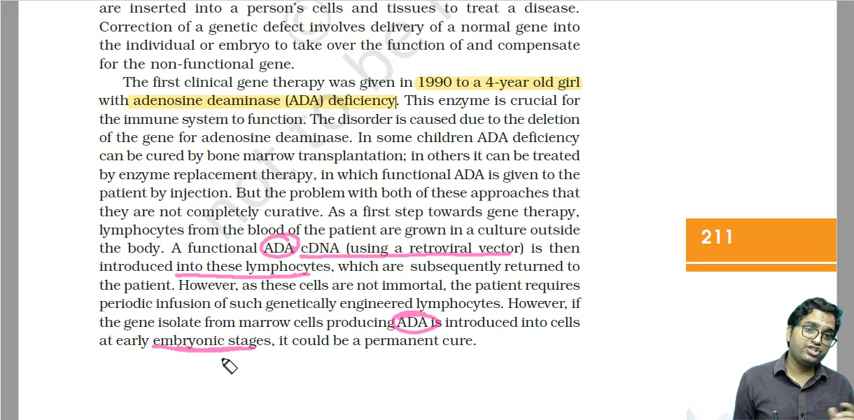 are inserted into a person's cells and tissues to treat a disease.
Correction of a genetic defect involves delivery of a normal gene into
the individual or embryo to take over the function of and compensate
for the non-functional gene.
The first clinical gene therapy was given in 1990 to a 4-year old girl
with adenosine deaminase (ADA) deficiency. This enzyme is crucial for
the immune system to function. The disorder is caused due to the deletion
of the gene for adenosine deaminase. In some children ADA deficiency
can be cured by bone marrow transplantation; in others it can be treated
by enzyme replacement therapy, in which functional ADA is given to the
patient by injection. But the problem with both of these approaches that
they are not completely curative. As a first step towards gene therapy,
lymphocytes from the blood of the patient are grown in a culture outside
the body. A functional ADA cDNA (using a retroviral vector) is then
introduced into these lymphocytes, which are subsequently returned to
the patient. However, as these cells are not immortal, the patient requires
periodic infusion of such genetically engineered lymphocytes. However, if
the gene isolate from marrow cells producing ADA is introduced into cells
at early embryonic stages, it could be a permanent cure.
211
not to be